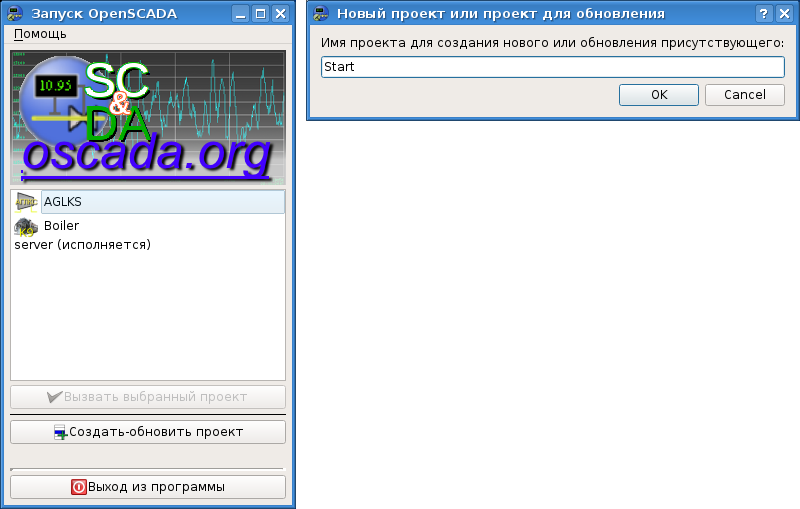 Запуск OpenSCADA
Помощь
10.95
SC
&
DA
oscada.org
AGLKS
Boiler
server (исполняется)
Вызвать выбранный проект
Создать-обновить проект
Выход из программы
Новый проект или проект для обновления
Имя проекта для создания нового или обновления присутствующего:
Start
OK
Cancel